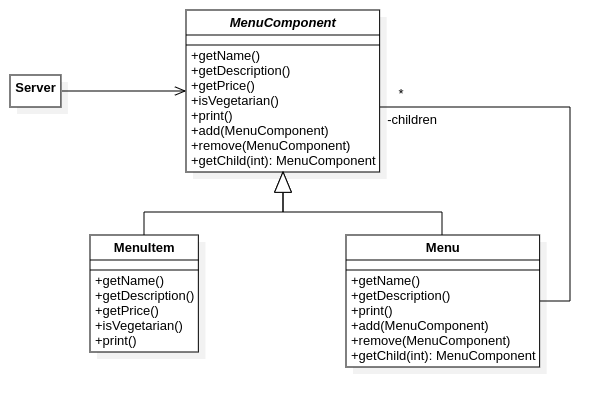 MenuComponent
+getName()
+getDescription()
+getPrice()
+isVegetarian()
+print()
+add(MenuComponent)
+remove(MenuComponent)
+getChild(int): MenuComponent
Server
*
-children
MenuItem
+getName()
+getDescription()
+getPrice()
+isVegetarian()
+print()
Menu
+getName()
+getDescription()
+print()
+add(MenuComponent)
+remove(MenuComponent)
+getChild(int): MenuComponent